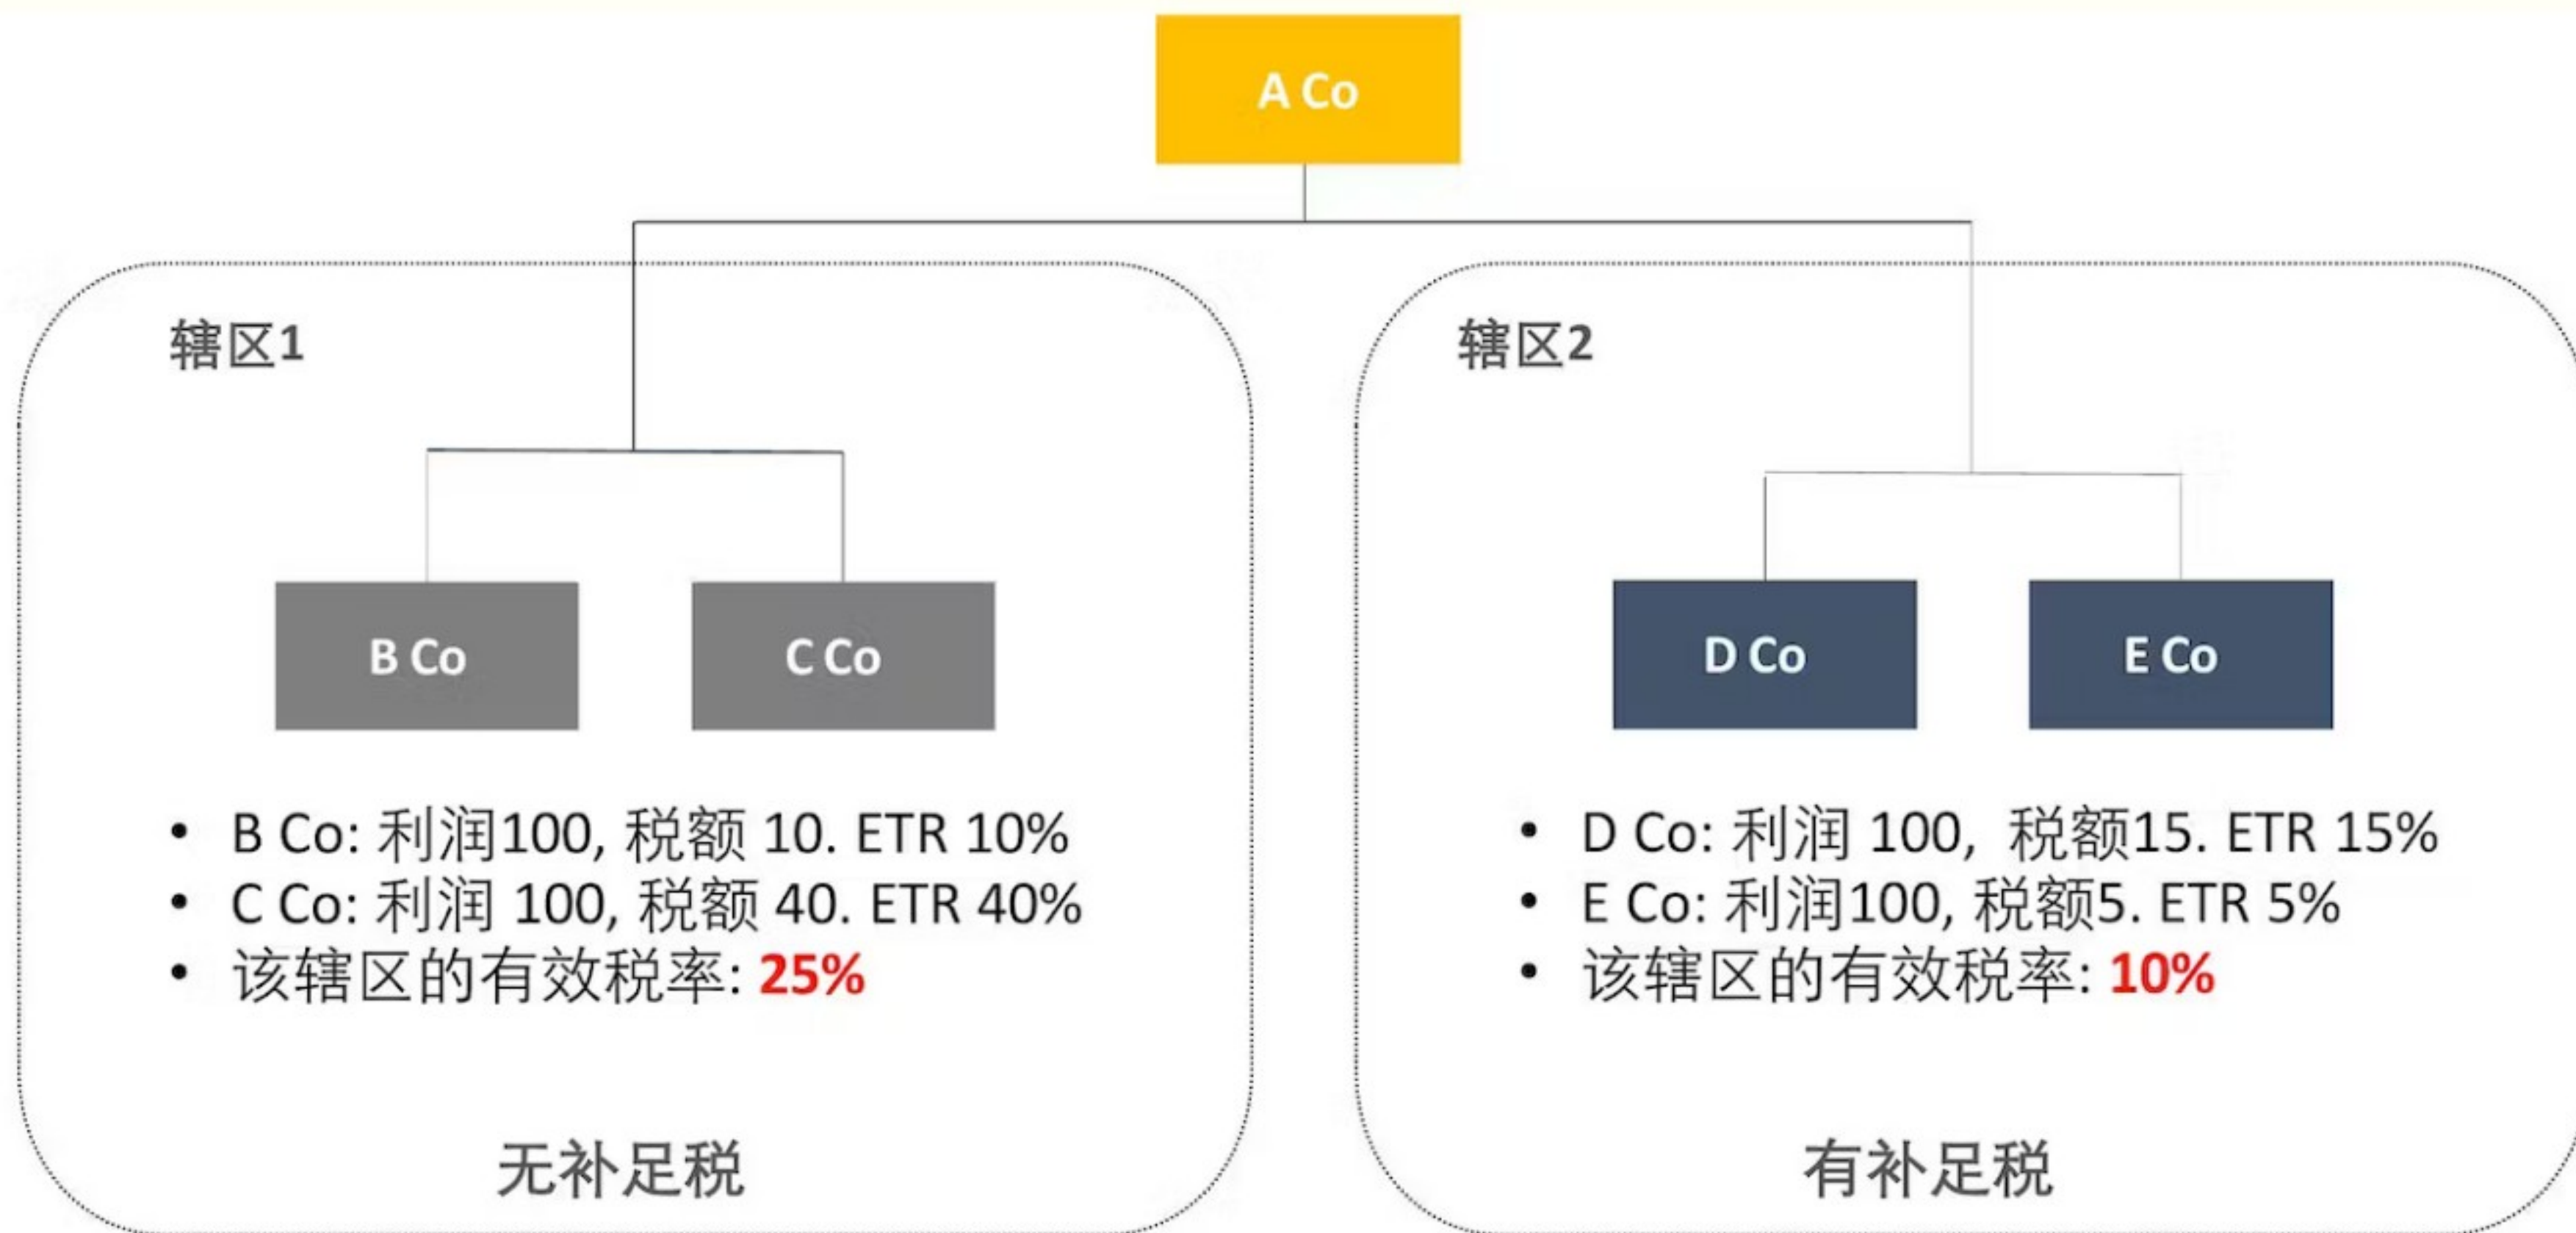 A Co
辖区1
辖区2
B Co
C Co
D Co
E Co
• B Co: 利润100, 税额 10. ETR 10%
• C Co: 利润 100, 税额 40. ETR 40%
• 该辖区的有效税率: 25%
• D Co: 利润 100, 税额15. ETR 15%
• E Co: 利润100, 税额5. ETR 5%
• 该辖区的有效税率: 10%
无补足税
有补足税